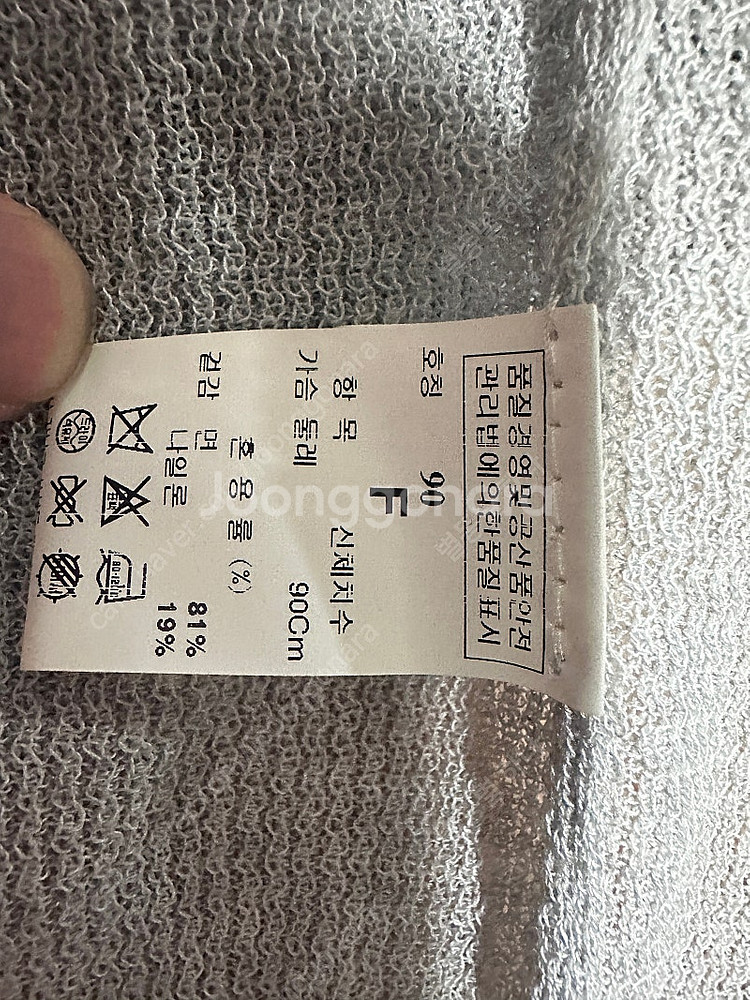 품질경영및공산품안전
관리법에의한품질표시
호칭 90
F
항목 신체치수
가슴둘레 90Cm
혼용률 (%)
겉감 면 81%
나일론 19%
Joonggonara